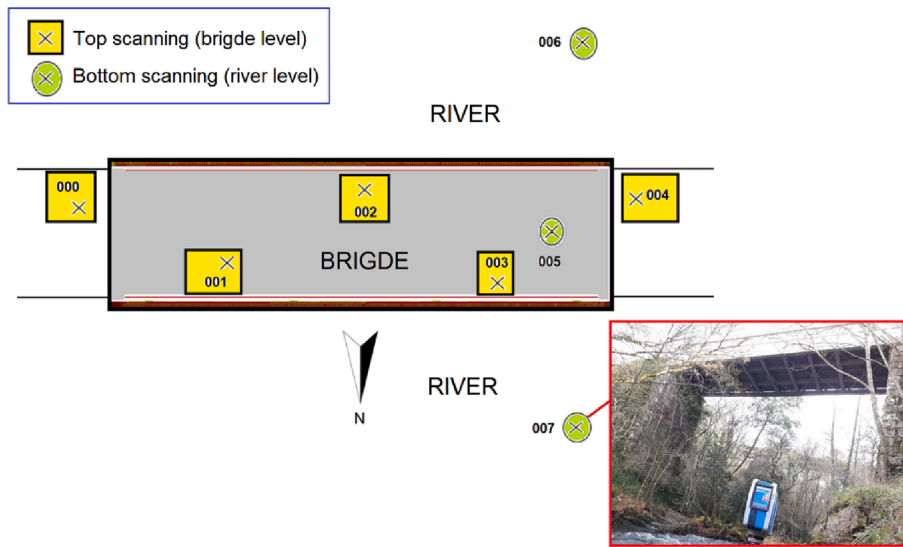 Top scanning (brigde level)
Bottom scanning (river level)
006
RIVER
000
002
004
001
BRIGDE
003
005
N
RIVER
007